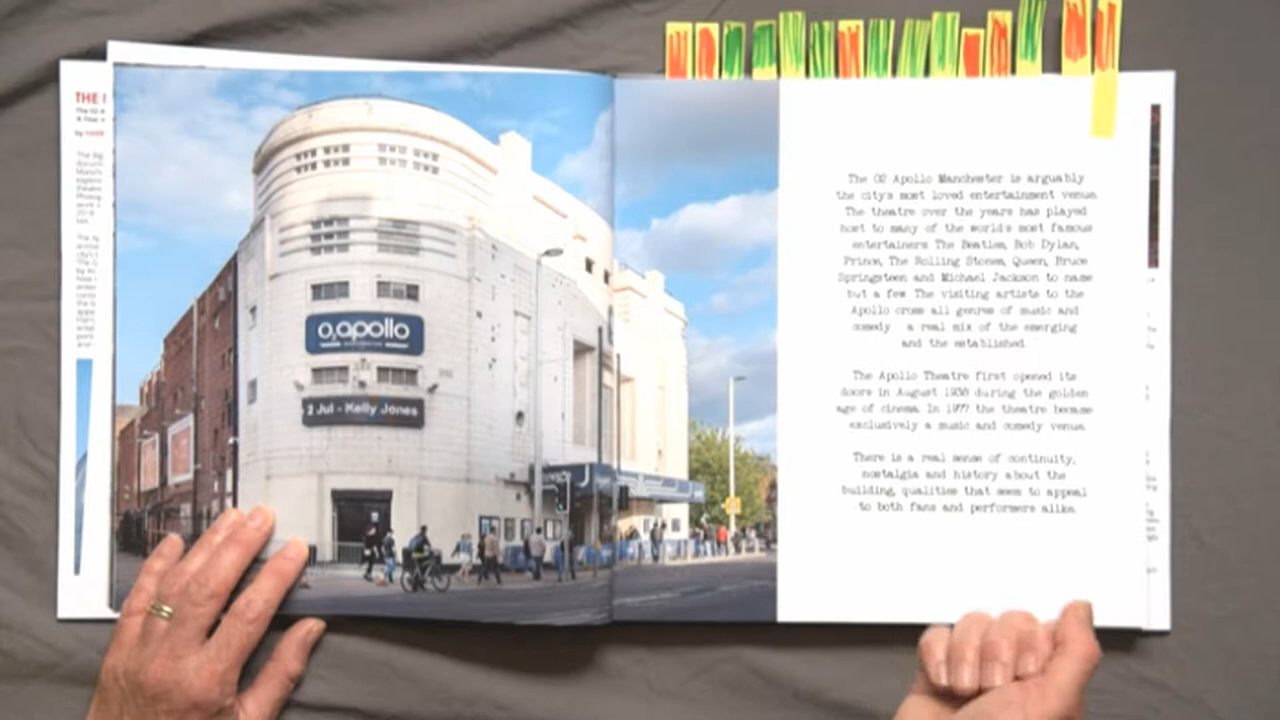 THE
by
O2 apollo
MANCHESTER
2 Jul - Kelly Jones
The O2 Apollo Manchester is arguably
the city's most loved entertainment venue.
The theatre over the years has played
host to many of the world's most famous
entertainers The Beatles, Bob Dylan,
Prince, The Rolling Stones, Queen, Bruce
Springsteen and Michael Jackson to name
but a few The visiting artists to the
Apollo cross all genres of music and
comedy a real mix of the emerging
and the established
The Apollo Theatre first opened its
doors in August 1938 during the golden
age of cinema. In 1977 the theatre became
exclusively a music and comedy venue.
There is a real sense of continuity,
nostalgia and history about the
building, qualities that seem to appeal
to both fans and performers alike.